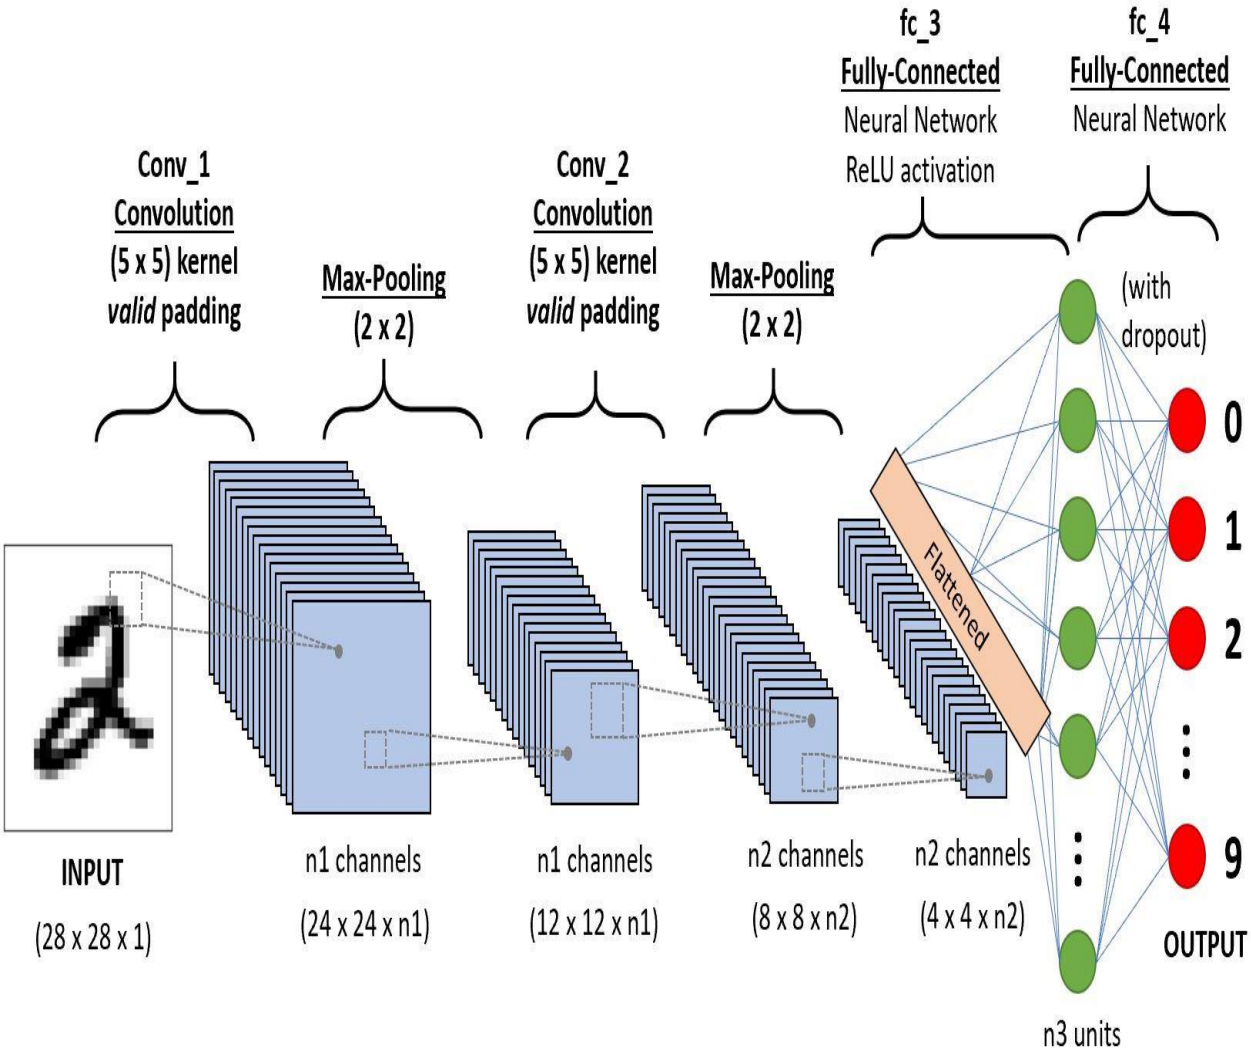 fc_3
Fully-Connected
Neural Network
ReLU activation
fc_4
Fully-Connected
Neural Network
Conv_1
Convolution
(5 x 5) kernel
valid padding
Max-Pooling
(2 x 2)
Conv_2
Convolution
(5 x 5) kernel
valid padding
Max-Pooling
(2 x 2)
(with
dropout)
Flattened
0
1
2
9
INPUT
(28 x 28 x 1)
n1 channels
(24 x 24 x n1)
n1 channels
(12 x 12 x n1)
n2 channels
(8 x 8 x n2)
n2 channels
(4 x 4 x n2)
OUTPUT
n3 units